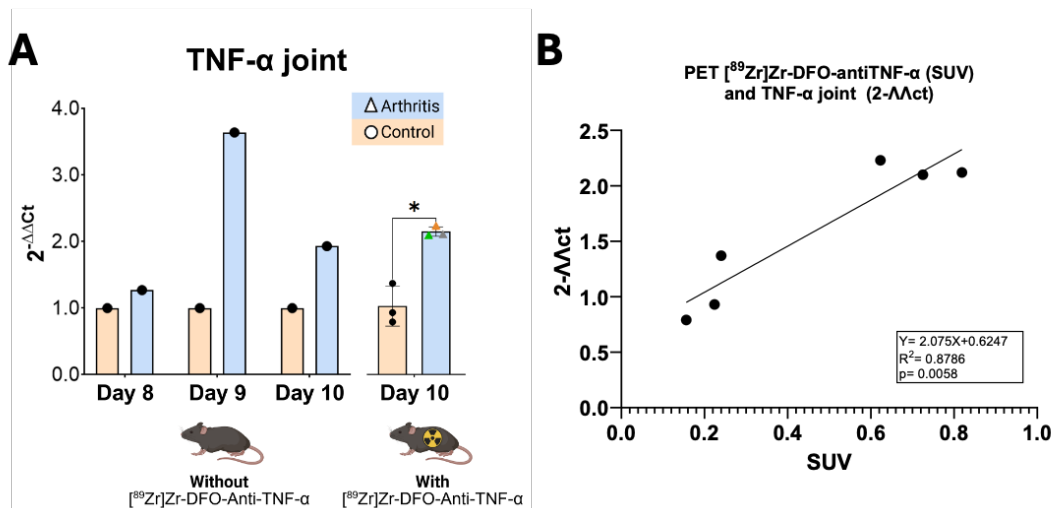 A
TNF-α joint
△ Arthritis
○ Control
2-ΔΔCt
4.0
3.0
2.0
1.0
0.0
*
Day 8
Day 9
Day 10
Day 10
Without
[89Zr]Zr-DFO-Anti-TNF-α
With
[89Zr]Zr-DFO-Anti-TNF-α
B
PET [89Zr]Zr-DFO-antiTNF-α (SUV)
and TNF-α joint (2-ΛΛct)
2-ΛΛct
2.5
2.0
1.5
1.0
0.5
0.0
Y= 2.075X+0.6247
R2= 0.8786
p= 0.0058
0.0 0.2 0.4 0.6 0.8 1.0
SUV